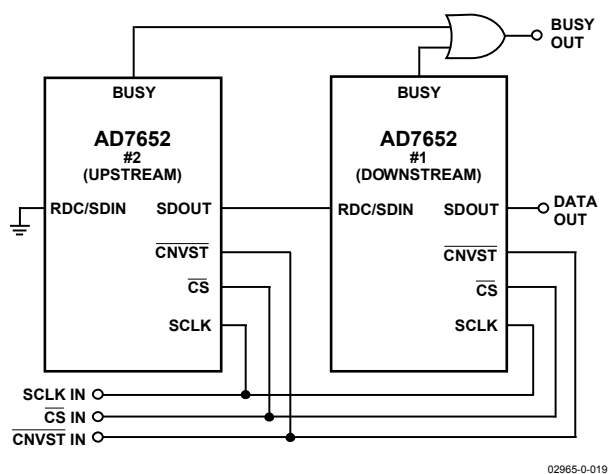 BUSY
OUT
BUSY
BUSY
AD7652
#2
(UPSTREAM)
AD7652
#1
(DOWNSTREAM)
RDC/SDIN
SDOUT
RDC/SDIN
SDOUT
DATA
OUT
CNVST
CNVST
CS
CS
SCLK
SCLK
SCLK IN
CS IN
CNVST IN
02965-0-019